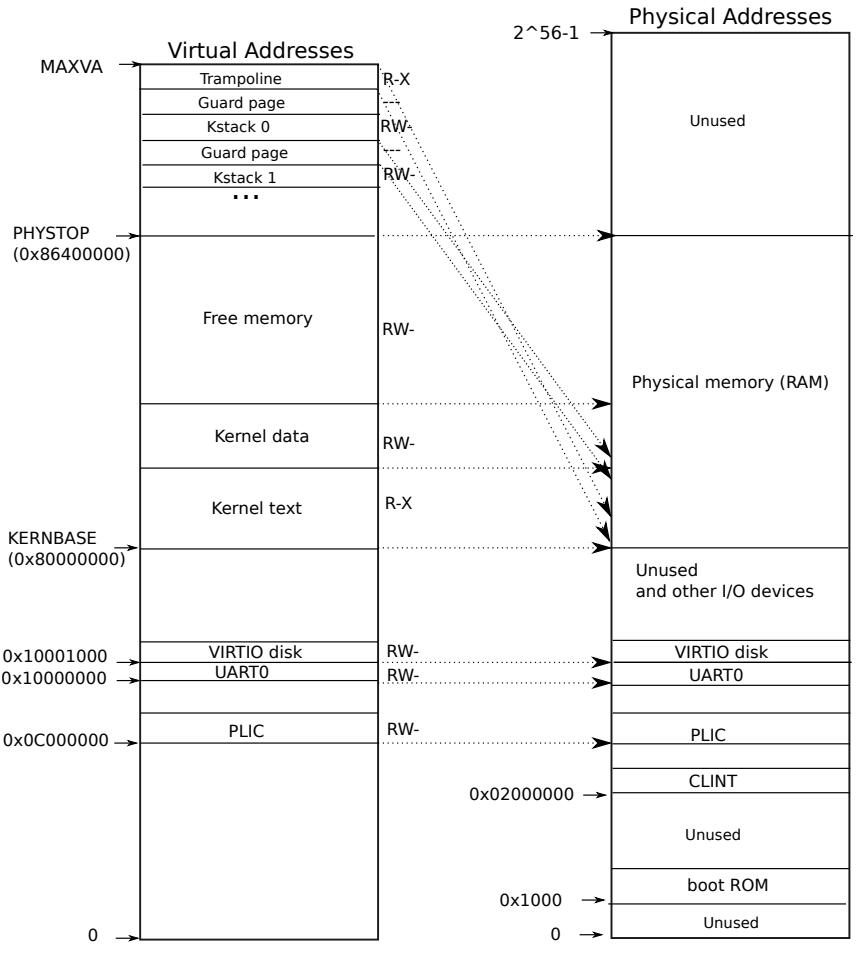 Physical Addresses
2^56-1
Virtual Addresses
MAXVA
Trampoline
R-X
Guard page
---
Kstack 0
RW-
Guard page
---
Kstack 1
RW-
...
Unused
PHYSTOP
(0x86400000)
Free memory
RW-
Physical memory (RAM)
Kernel data
RW-
Kernel text
R-X
KERNBASE
(0x80000000)
Unused
and other I/O devices
0x10001000
VIRTIO disk
RW-
VIRTIO disk
0x10000000
UART0
RW-
UART0
0x0C000000
PLIC
RW-
PLIC
CLINT
0x02000000
Unused
boot ROM
0x1000
Unused
0
0